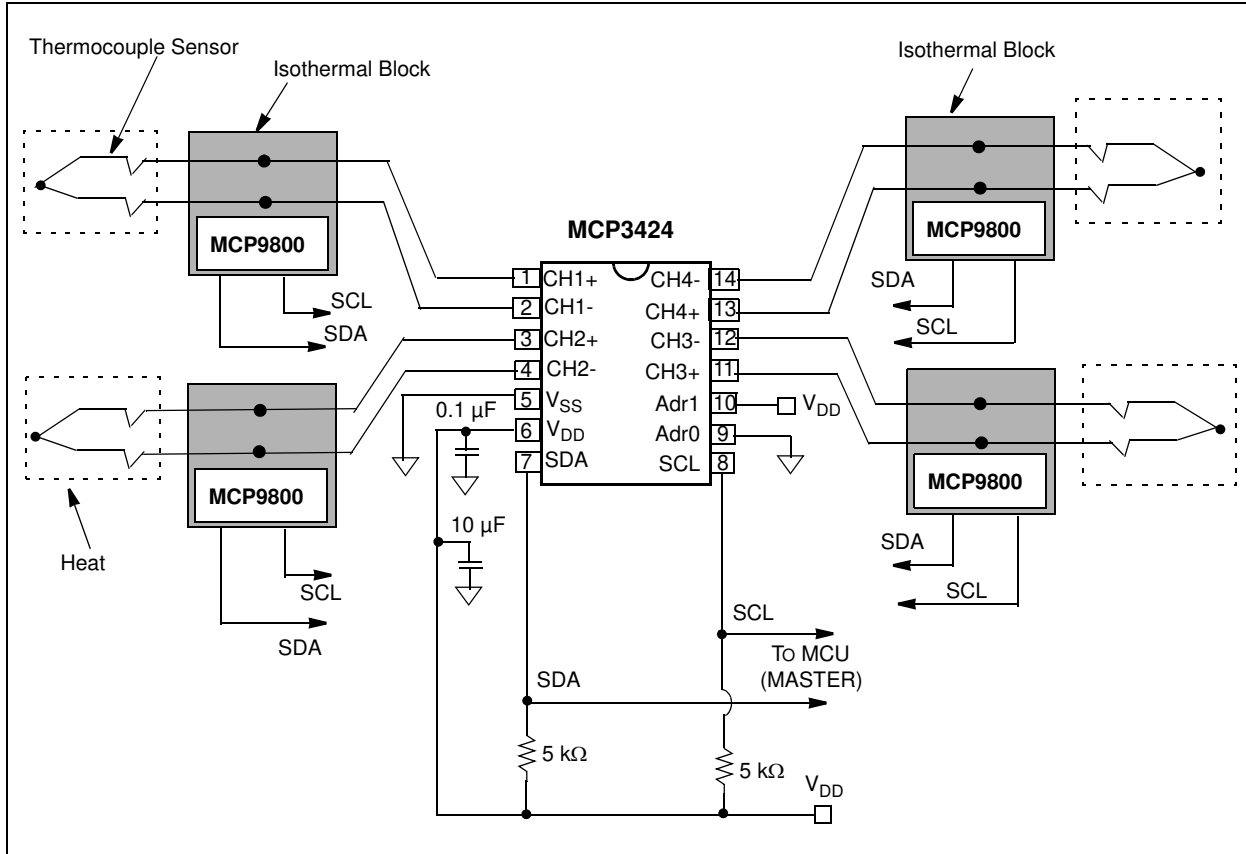 Thermocouple Sensor
Isothermal Block
Isothermal Block
MCP9800
SCL
SDA
MCP9800
SDA
SCL
MCP3424
1 CH1+
2 CH1-
3 CH2+
4 CH2-
5 VSS
6 VDD
7 SDA
CH4- 14
CH4+ 13
CH3- 12
CH3+ 11
Adr1 10
Adr0 9
SCL 8
VDD
0.1 µF
10 µF
MCP9800
SCL
SDA
Heat
MCP9800
SDA
SCL
SCL
TO MCU
(MASTER)
SDA
5 kΩ
5 kΩ
VDD